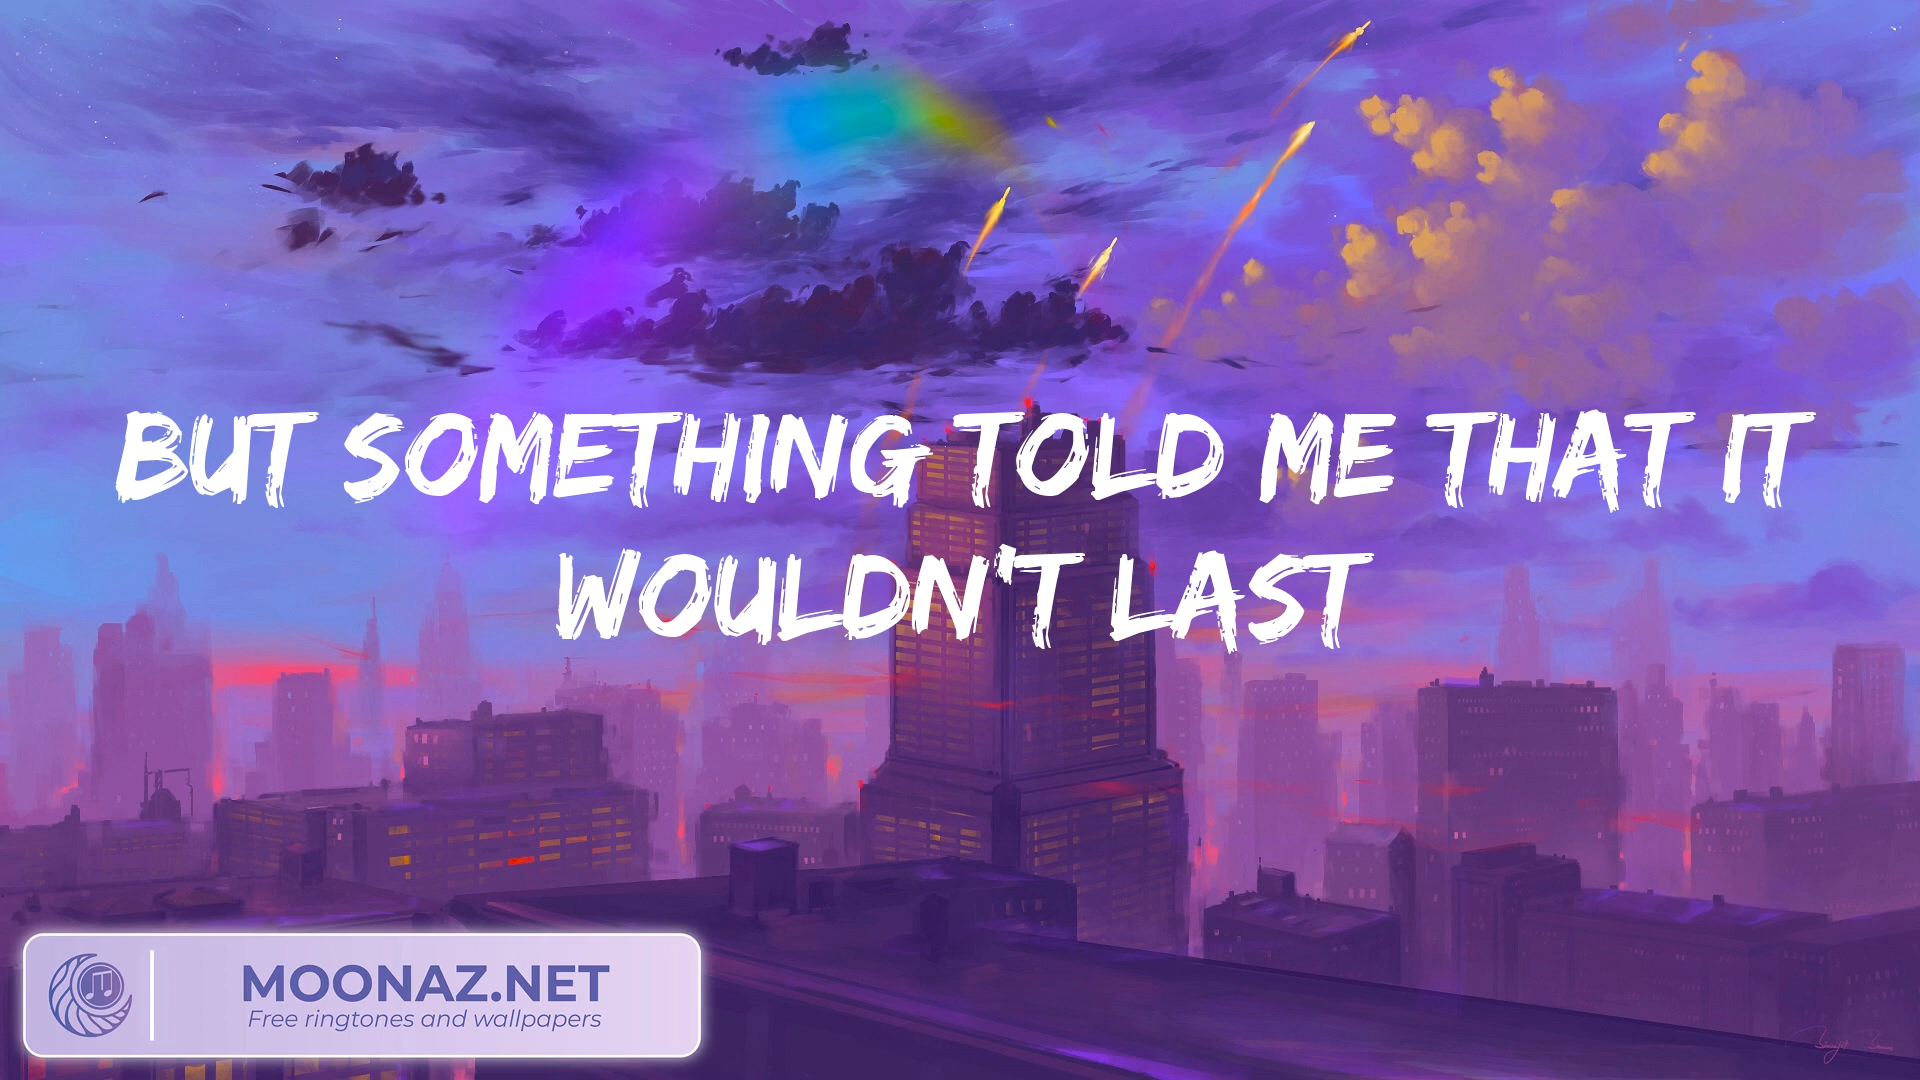 BUT SOMETHING TOLD ME THAT IT
WOULDN'T LAST
MOONAZ.NET
Free ringtones and wallpapers